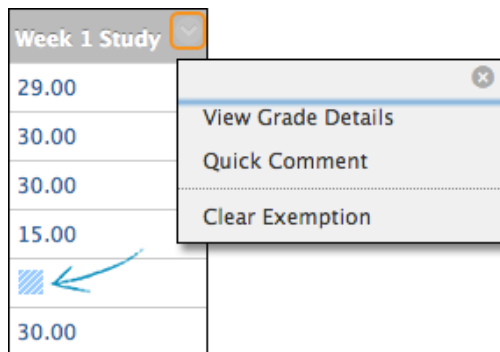 Week 1 Study
29.00
30.00
30.00
15.00
30.00
View Grade Details
Quick Comment
Clear Exemption